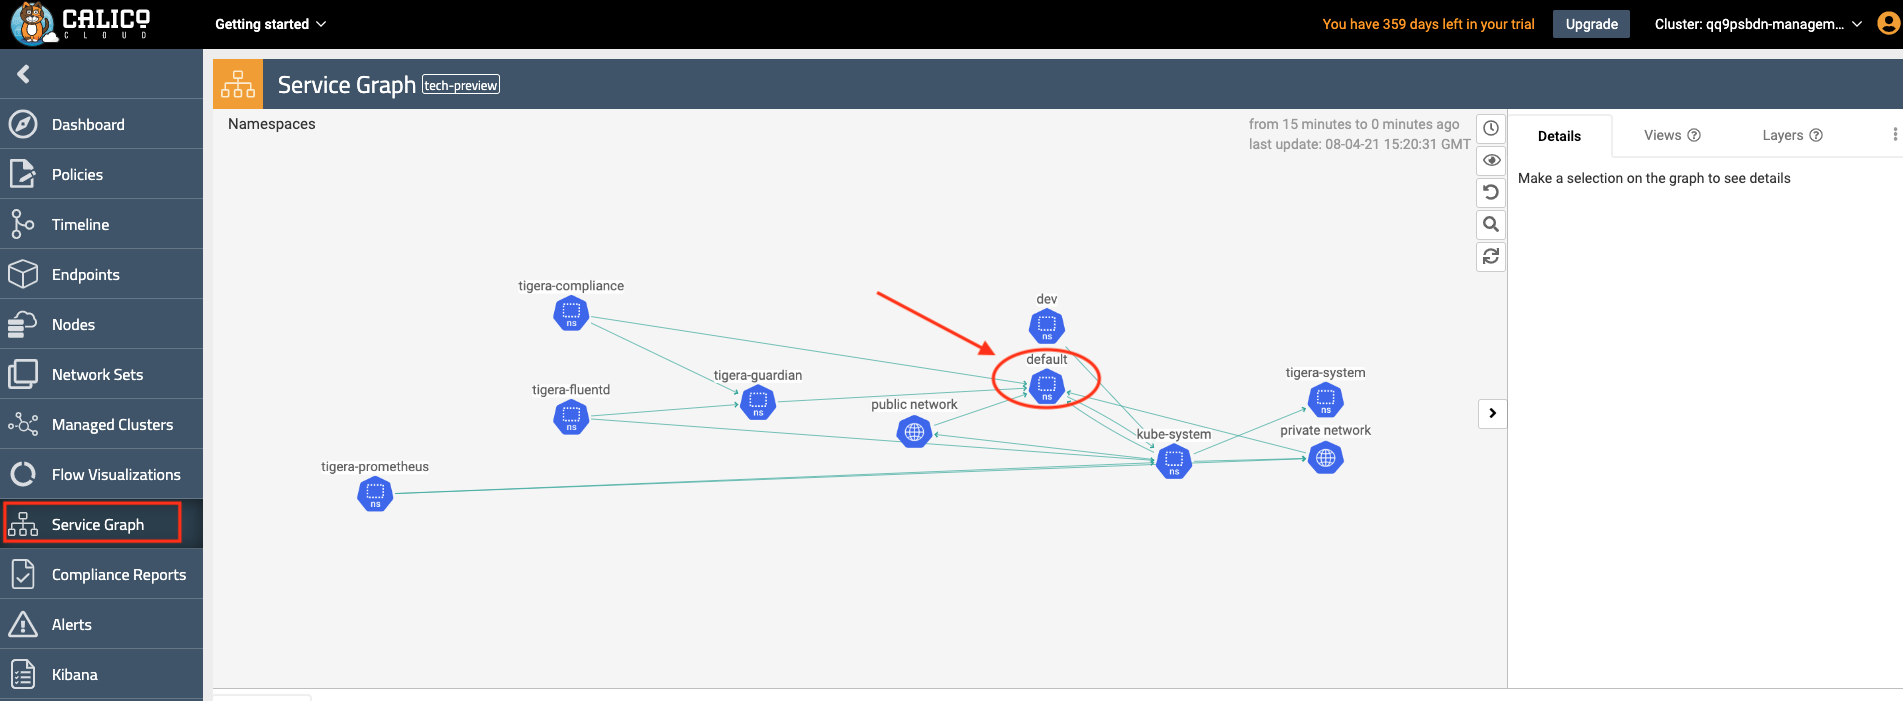 CALICO
CLOUD
Getting started
You have 359 days left in your trial
Upgrade
Cluster: qq9psbdn-managem...
Dashboard
Policies
Timeline
Endpoints
Nodes
Network Sets
Managed Clusters
Flow Visualizations
Service Graph
Compliance Reports
Alerts
Kibana
Service Graph tech-preview
Namespaces
from 15 minutes to 0 minutes ago
last update: 08-04-21 15:20:31 GMT
tigera-compliance
ns
dev
ns
default
ns
tigera-guardian
ns
tigera-fluentd
ns
tigera-system
ns
public network
private network
kube-system
ns
tigera-prometheus
ns
Details
Views
Layers
Make a selection on the graph to see details